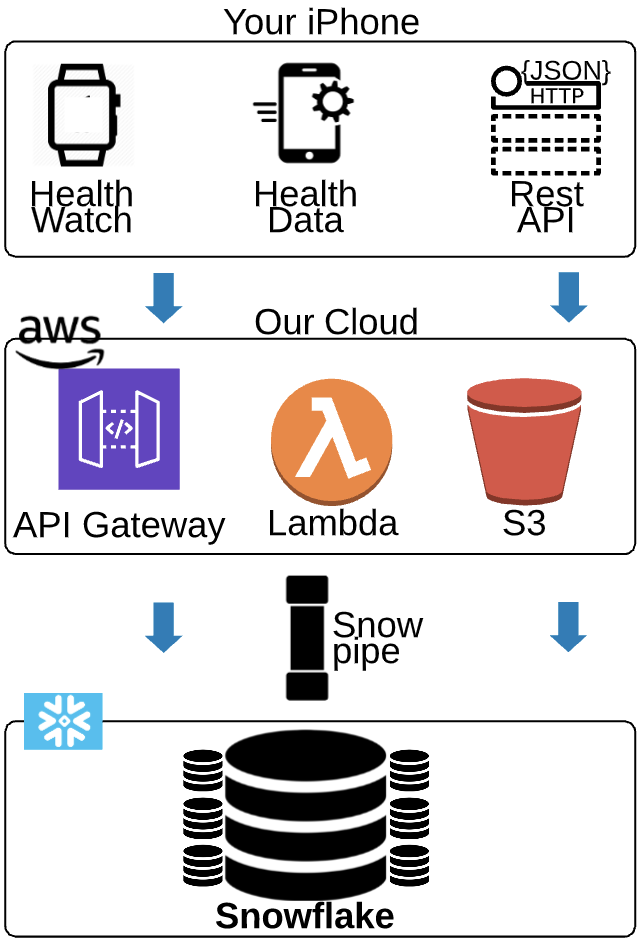 Your iPhone
{JSON}
HTTP
Health
Watch
Health
Data
Rest
API
aws
Our Cloud
</>
API Gateway
Lambda
S3
Snow
pipe
Snowflake